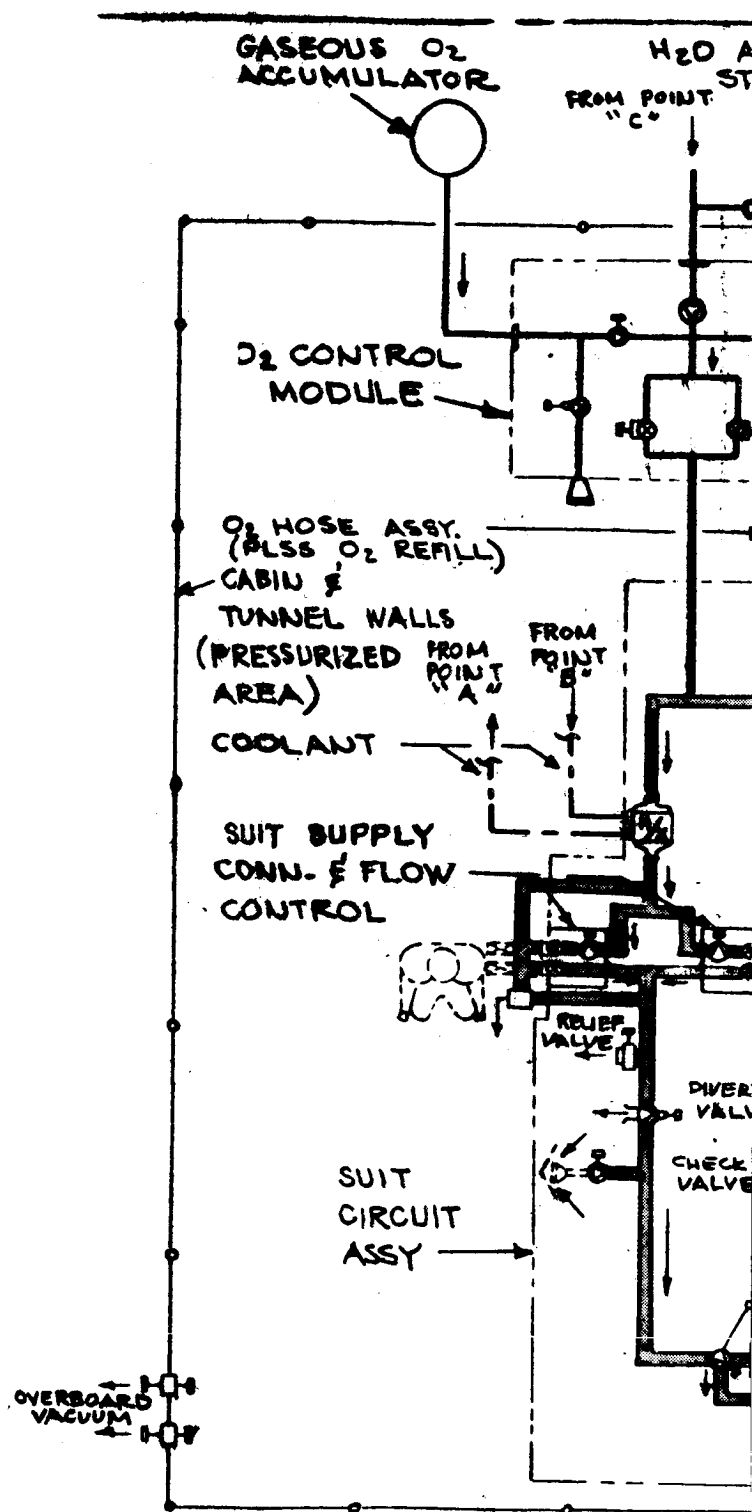 GASEOUS O2
ACCUMULATOR
H2O A
ST
FROM POINT
"C"
O2 CONTROL
MODULE
O2 HOSE ASSY.
(PLSS O2 REFILL)
CABIN &
TUNNEL WALLS
(PRESSURIZED
AREA)
FROM
POINT
"A"
FROM
POINT
"B"
COOLANT
SUIT SUPPLY
CONN. & FLOW
CONTROL
RELIEF
VALVE
DIVER
VALV
CHECK
VALVE
SUIT
CIRCUIT
ASSY
OVERBOARD
VACUUM